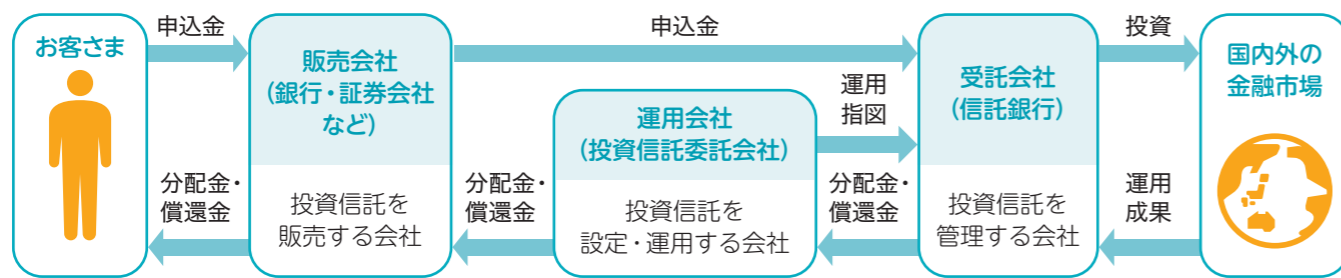 お客さま
申込金
分配金・
償還金
販売会社
（銀行・証券会社
など）
投資信託を
販売する会社
申込金
分配金・
償還金
運用会社
（投資信託委託会社）
投資信託を
設定・運用する会社
運用
指図
分配金・
償還金
受託会社
（信託銀行）
投資信託を
管理する会社
投資
運用
成果
国内外の
金融市場